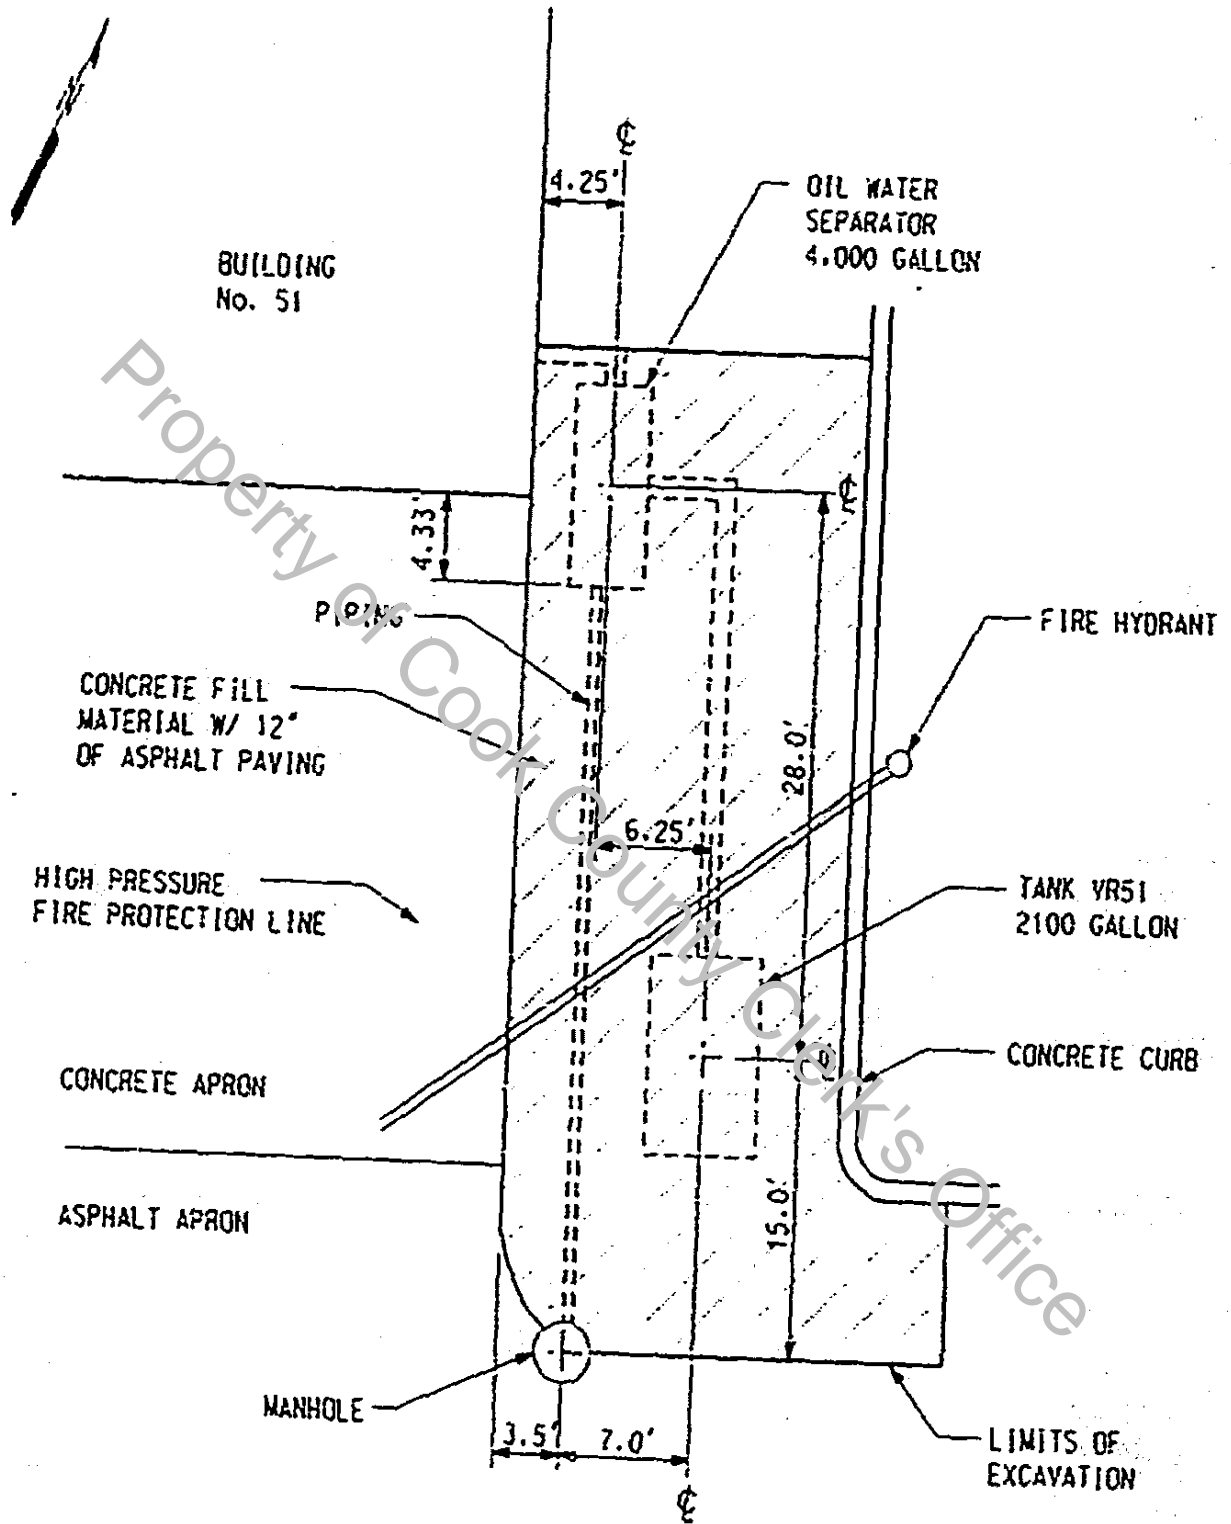 N
℄
4.25'
OIL WATER
SEPARATOR
4.000 GALLON
BUILDING
No. 51
℄
4.33'
PIPING
FIRE HYDRANT
CONCRETE FILL
MATERIAL W/ 12"
OF ASPHALT PAVING
28.0'
6.25'
HIGH PRESSURE
FIRE PROTECTION LINE
TANK VR51
2100 GALLON
CONCRETE CURB
CONCRETE APRON
ASPHALT APRON
15.0'
MANHOLE
3.5'
7.0'
LIMITS OF
EXCAVATION
℄
Property of Cook County Clerk's Office